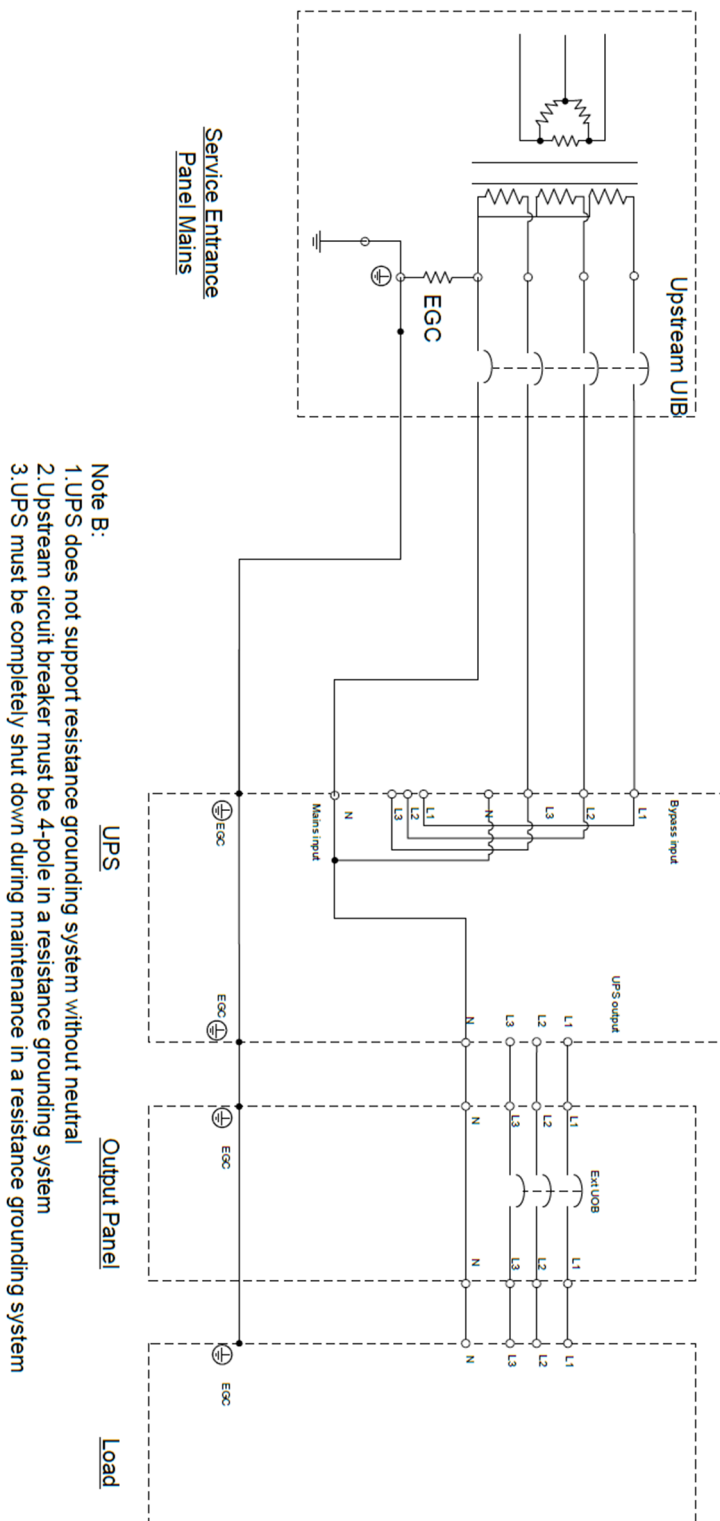 Upstream UIB
EGC
Service Entrance
Panel Mains
Bypass input
L1
L2
L3
N
L1
L2
L3
N
Mains input
EGC
UPS
UPS output
L1
L2
L3
N
EGC
L1
L2
L3
N
EGC
Ext UOB
L1
L2
L3
N
Output Panel
L1
L2
L3
N
EGC
Load
Note B:
1.UPS does not support resistance grounding system without neutral
2.Upstream circuit breaker must be 4-pole in a resistance grounding system
3.UPS must be completely shut down during maintenance in a resistance grounding system